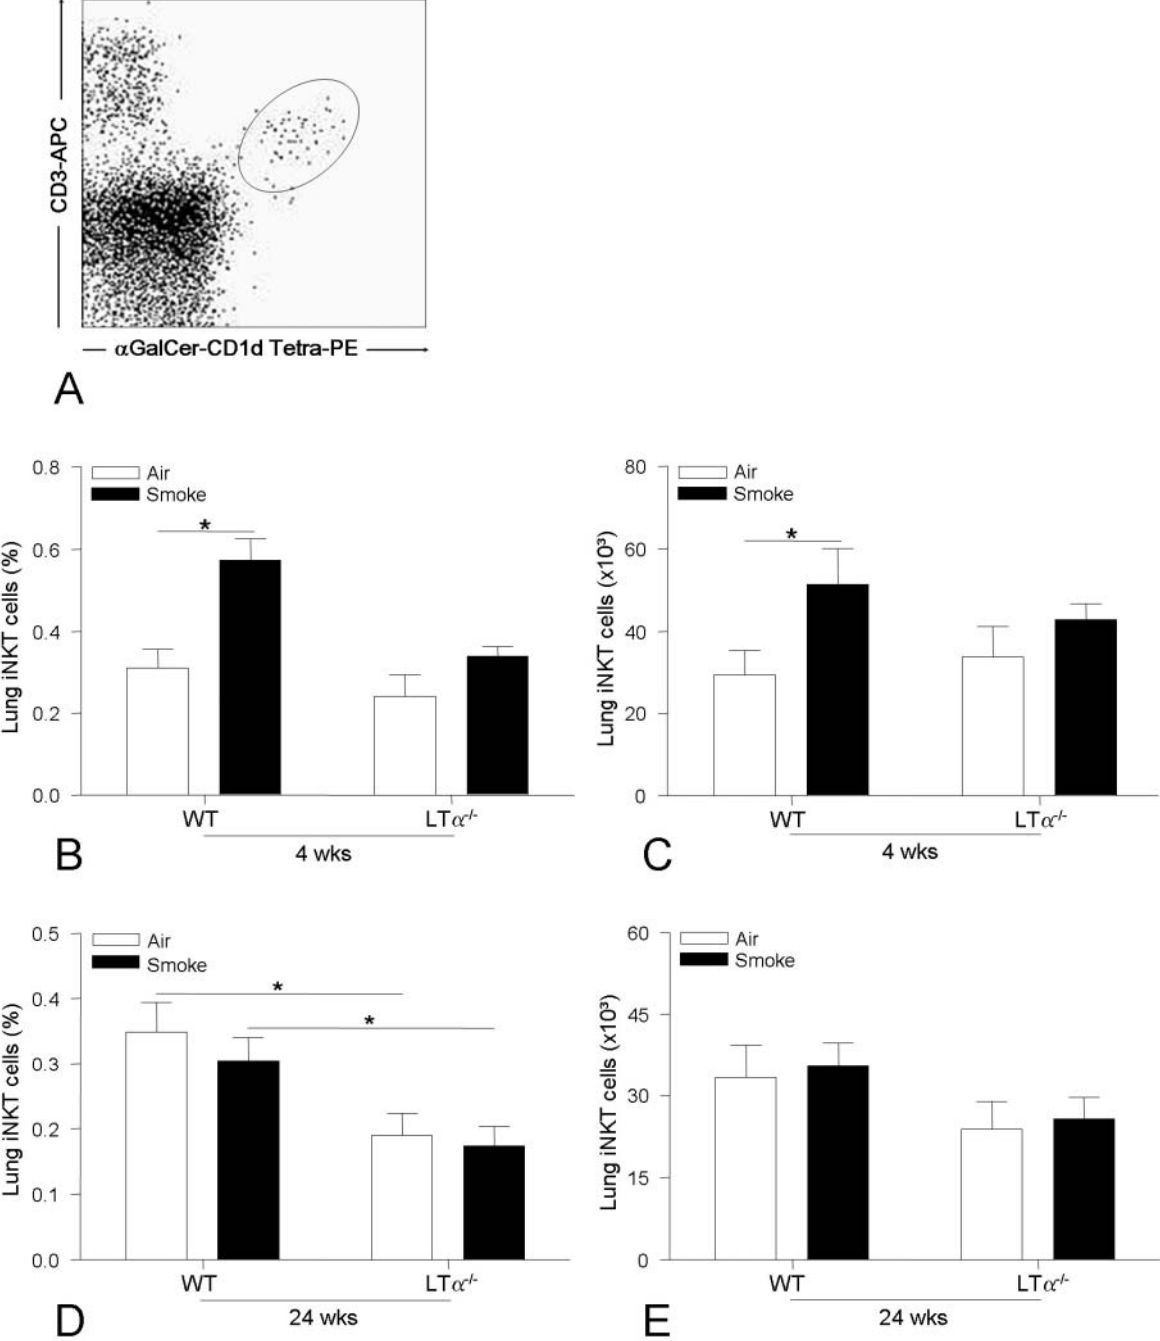 CD3-APC
αGalCer-CD1d Tetra-PE
A
0.8
0.6
0.4
0.2
0.0
Lung iNKT cells (%)
Air
Smoke
*
WT
LTα-/-
4 wks
B
80
60
40
20
0
Lung iNKT cells (x10³)
Air
Smoke
*
WT
LTα-/-
4 wks
C
0.5
0.4
0.3
0.2
0.1
0.0
Lung iNKT cells (%)
Air
Smoke
*
*
WT
LTα-/-
24 wks
D
60
45
30
15
0
Lung iNKT cells (x10³)
Air
Smoke
WT
LTα-/-
24 wks
E